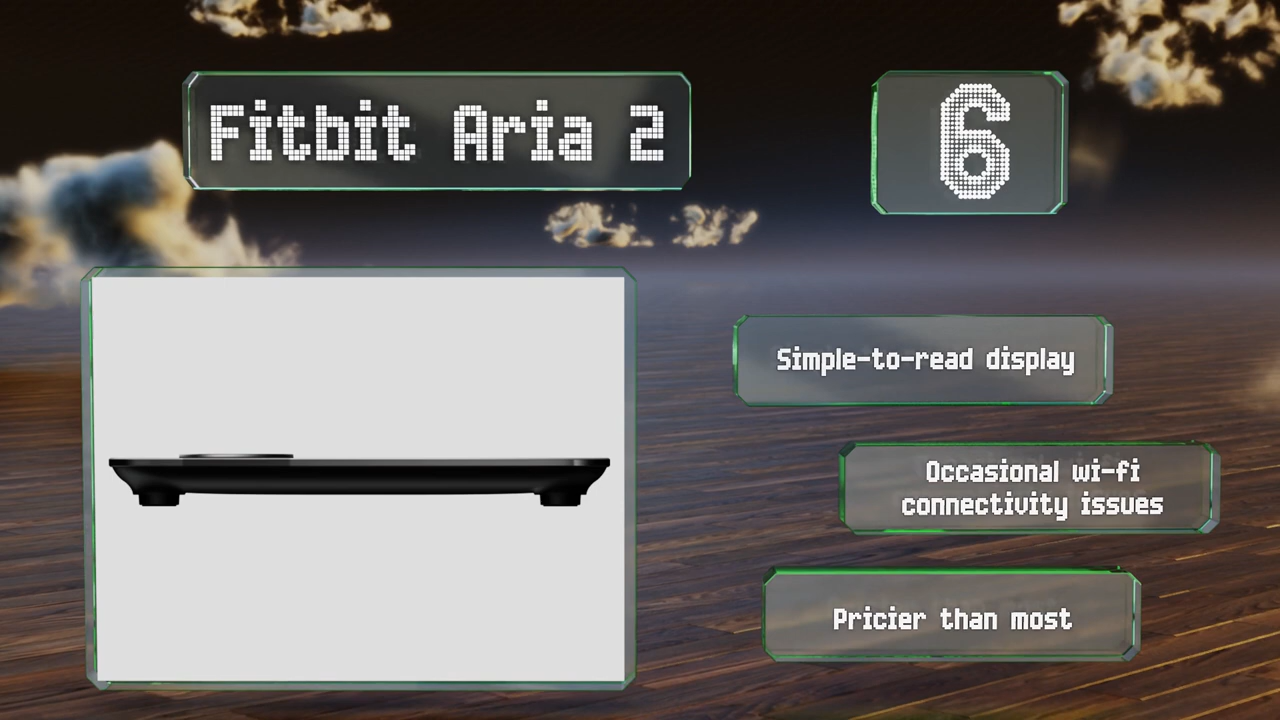 Fitbit Aria 2
6
Simple-to-read display
Occasional wi-fi
connectivity issues
Pricier than most